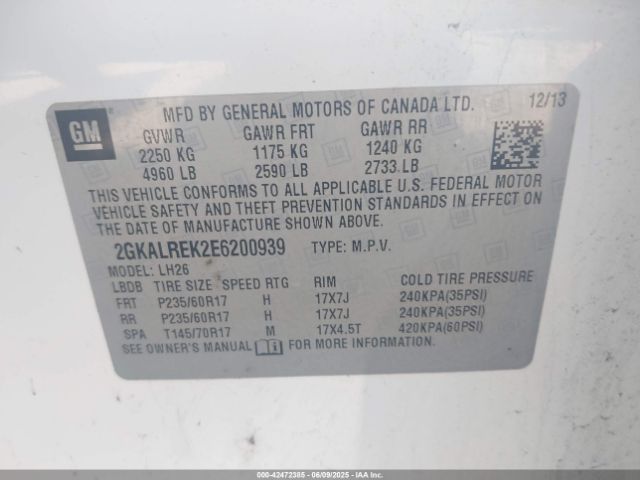 GM
MFD BY GENERAL MOTORS OF CANADA LTD. 12/13
GVWR GAWR FRT GAWR RR
2250 KG 1175 KG 1240 KG
4960 LB 2590 LB 2733 LB
THIS VEHICLE CONFORMS TO ALL APPLICABLE U.S. FEDERAL MOTOR
VEHICLE SAFETY AND THEFT PREVENTION STANDARDS IN EFFECT ON
THE DATE OF MANUFACTURE SHOWN ABOVE.
2GKALREK2E6200939 TYPE: M.P.V.
MODEL: LH26
LBDB TIRE SIZE SPEED RTG RIM COLD TIRE PRESSURE
FRT P235/60R17 H 17X7J 240KPA(35PSI)
RR P235/60R17 H 17X7J 240KPA(35PSI)
SPA T145/70R17 M 17X4.5T 420KPA(60PSI)
SEE OWNER'S MANUAL FOR MORE INFORMATION.
000-42472385 - 06/09/2025 - IAAI.com